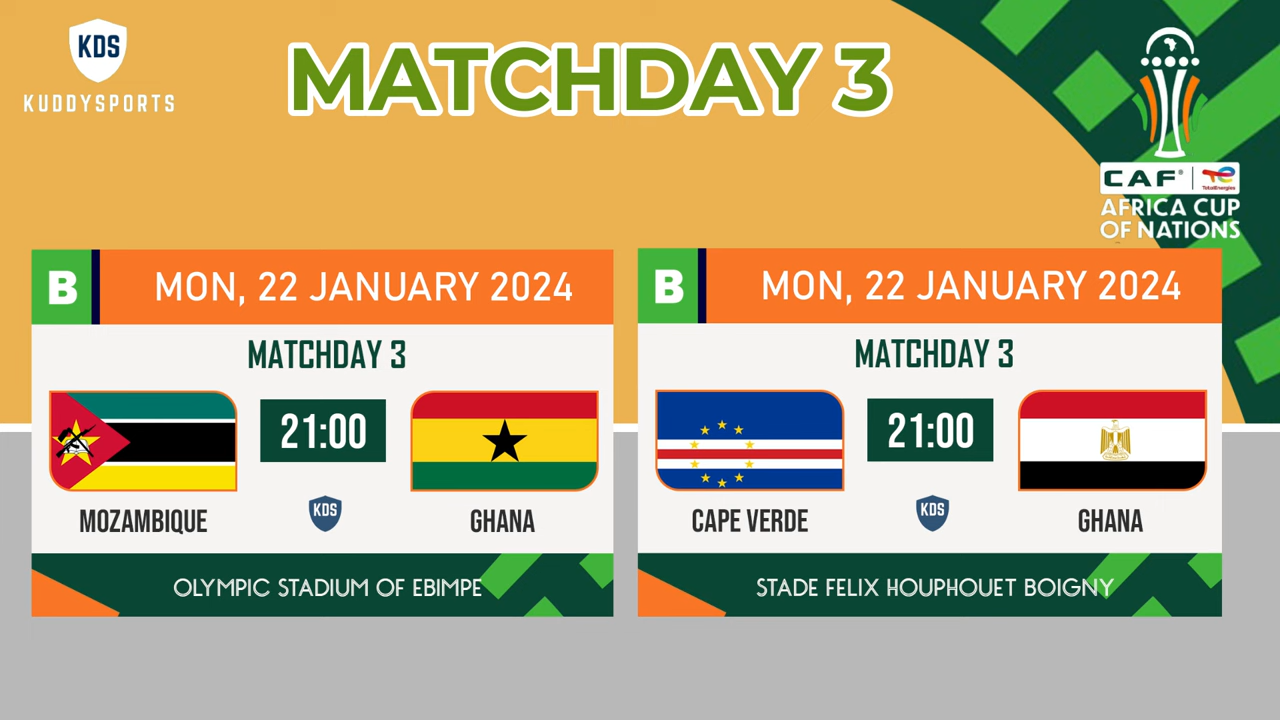 KDS
KUDDYSPORTS
MATCHDAY 3
CAF
TotalEnergies
AFRICA CUP
OF NATIONS
B
MON, 22 JANUARY 2024
MATCHDAY 3
21:00
KDS
MOZAMBIQUE
GHANA
OLYMPIC STADIUM OF EBIMPE
B
MON, 22 JANUARY 2024
MATCHDAY 3
21:00
KDS
CAPE VERDE
GHANA
STADE FELIX HOUPHOUET BOIGNY